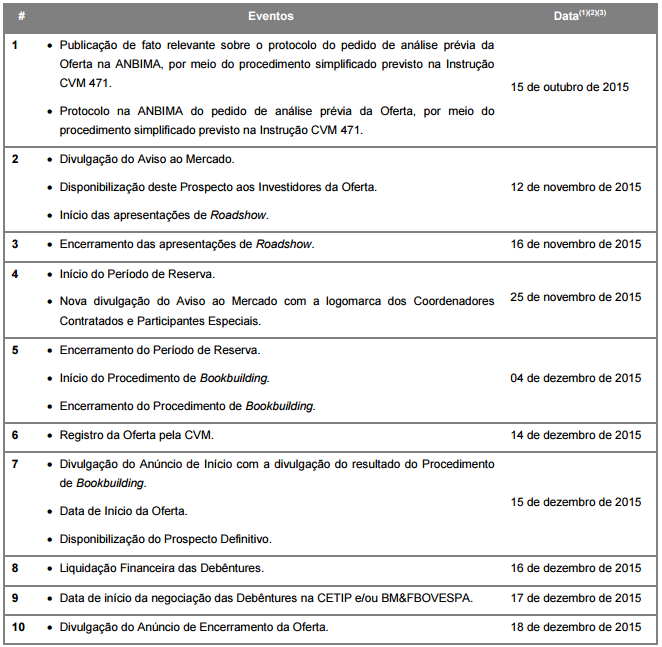 # Eventos Data(1)(2)(3)
1 • Publicação de fato relevante sobre o protocolo do pedido de análise prévia da
Oferta na ANBIMA, por meio do procedimento simplificado previsto na Instrução
CVM 471.
• Protocolo na ANBIMA do pedido de análise prévia da Oferta, por meio do
procedimento simplificado previsto na Instrução CVM 471.
15 de outubro de 2015
2 • Divulgação do Aviso ao Mercado.
• Disponibilização deste Prospecto aos Investidores da Oferta.
• Início das apresentações de Roadshow.
12 de novembro de 2015
3 • Encerramento das apresentações de Roadshow. 16 de novembro de 2015
4 • Início do Período de Reserva.
• Nova divulgação do Aviso ao Mercado com a logomarca dos Coordenadores
Contratados e Participantes Especiais.
25 de novembro de 2015
5 • Encerramento do Período de Reserva.
• Início do Procedimento de Bookbuilding.
• Encerramento do Procedimento de Bookbuilding.
04 de dezembro de 2015
6 • Registro da Oferta pela CVM. 14 de dezembro de 2015
7 • Divulgação do Anúncio de Início com a divulgação do resultado do Procedimento
de Bookbuilding.
• Data de Início da Oferta.
• Disponibilização do Prospecto Definitivo.
15 de dezembro de 2015
8 • Liquidação Financeira das Debêntures. 16 de dezembro de 2015
9 • Data de início da negociação das Debêntures na CETIP e/ou BM&FBOVESPA. 17 de dezembro de 2015
10 • Divulgação do Anúncio de Encerramento da Oferta. 18 de dezembro de 2015